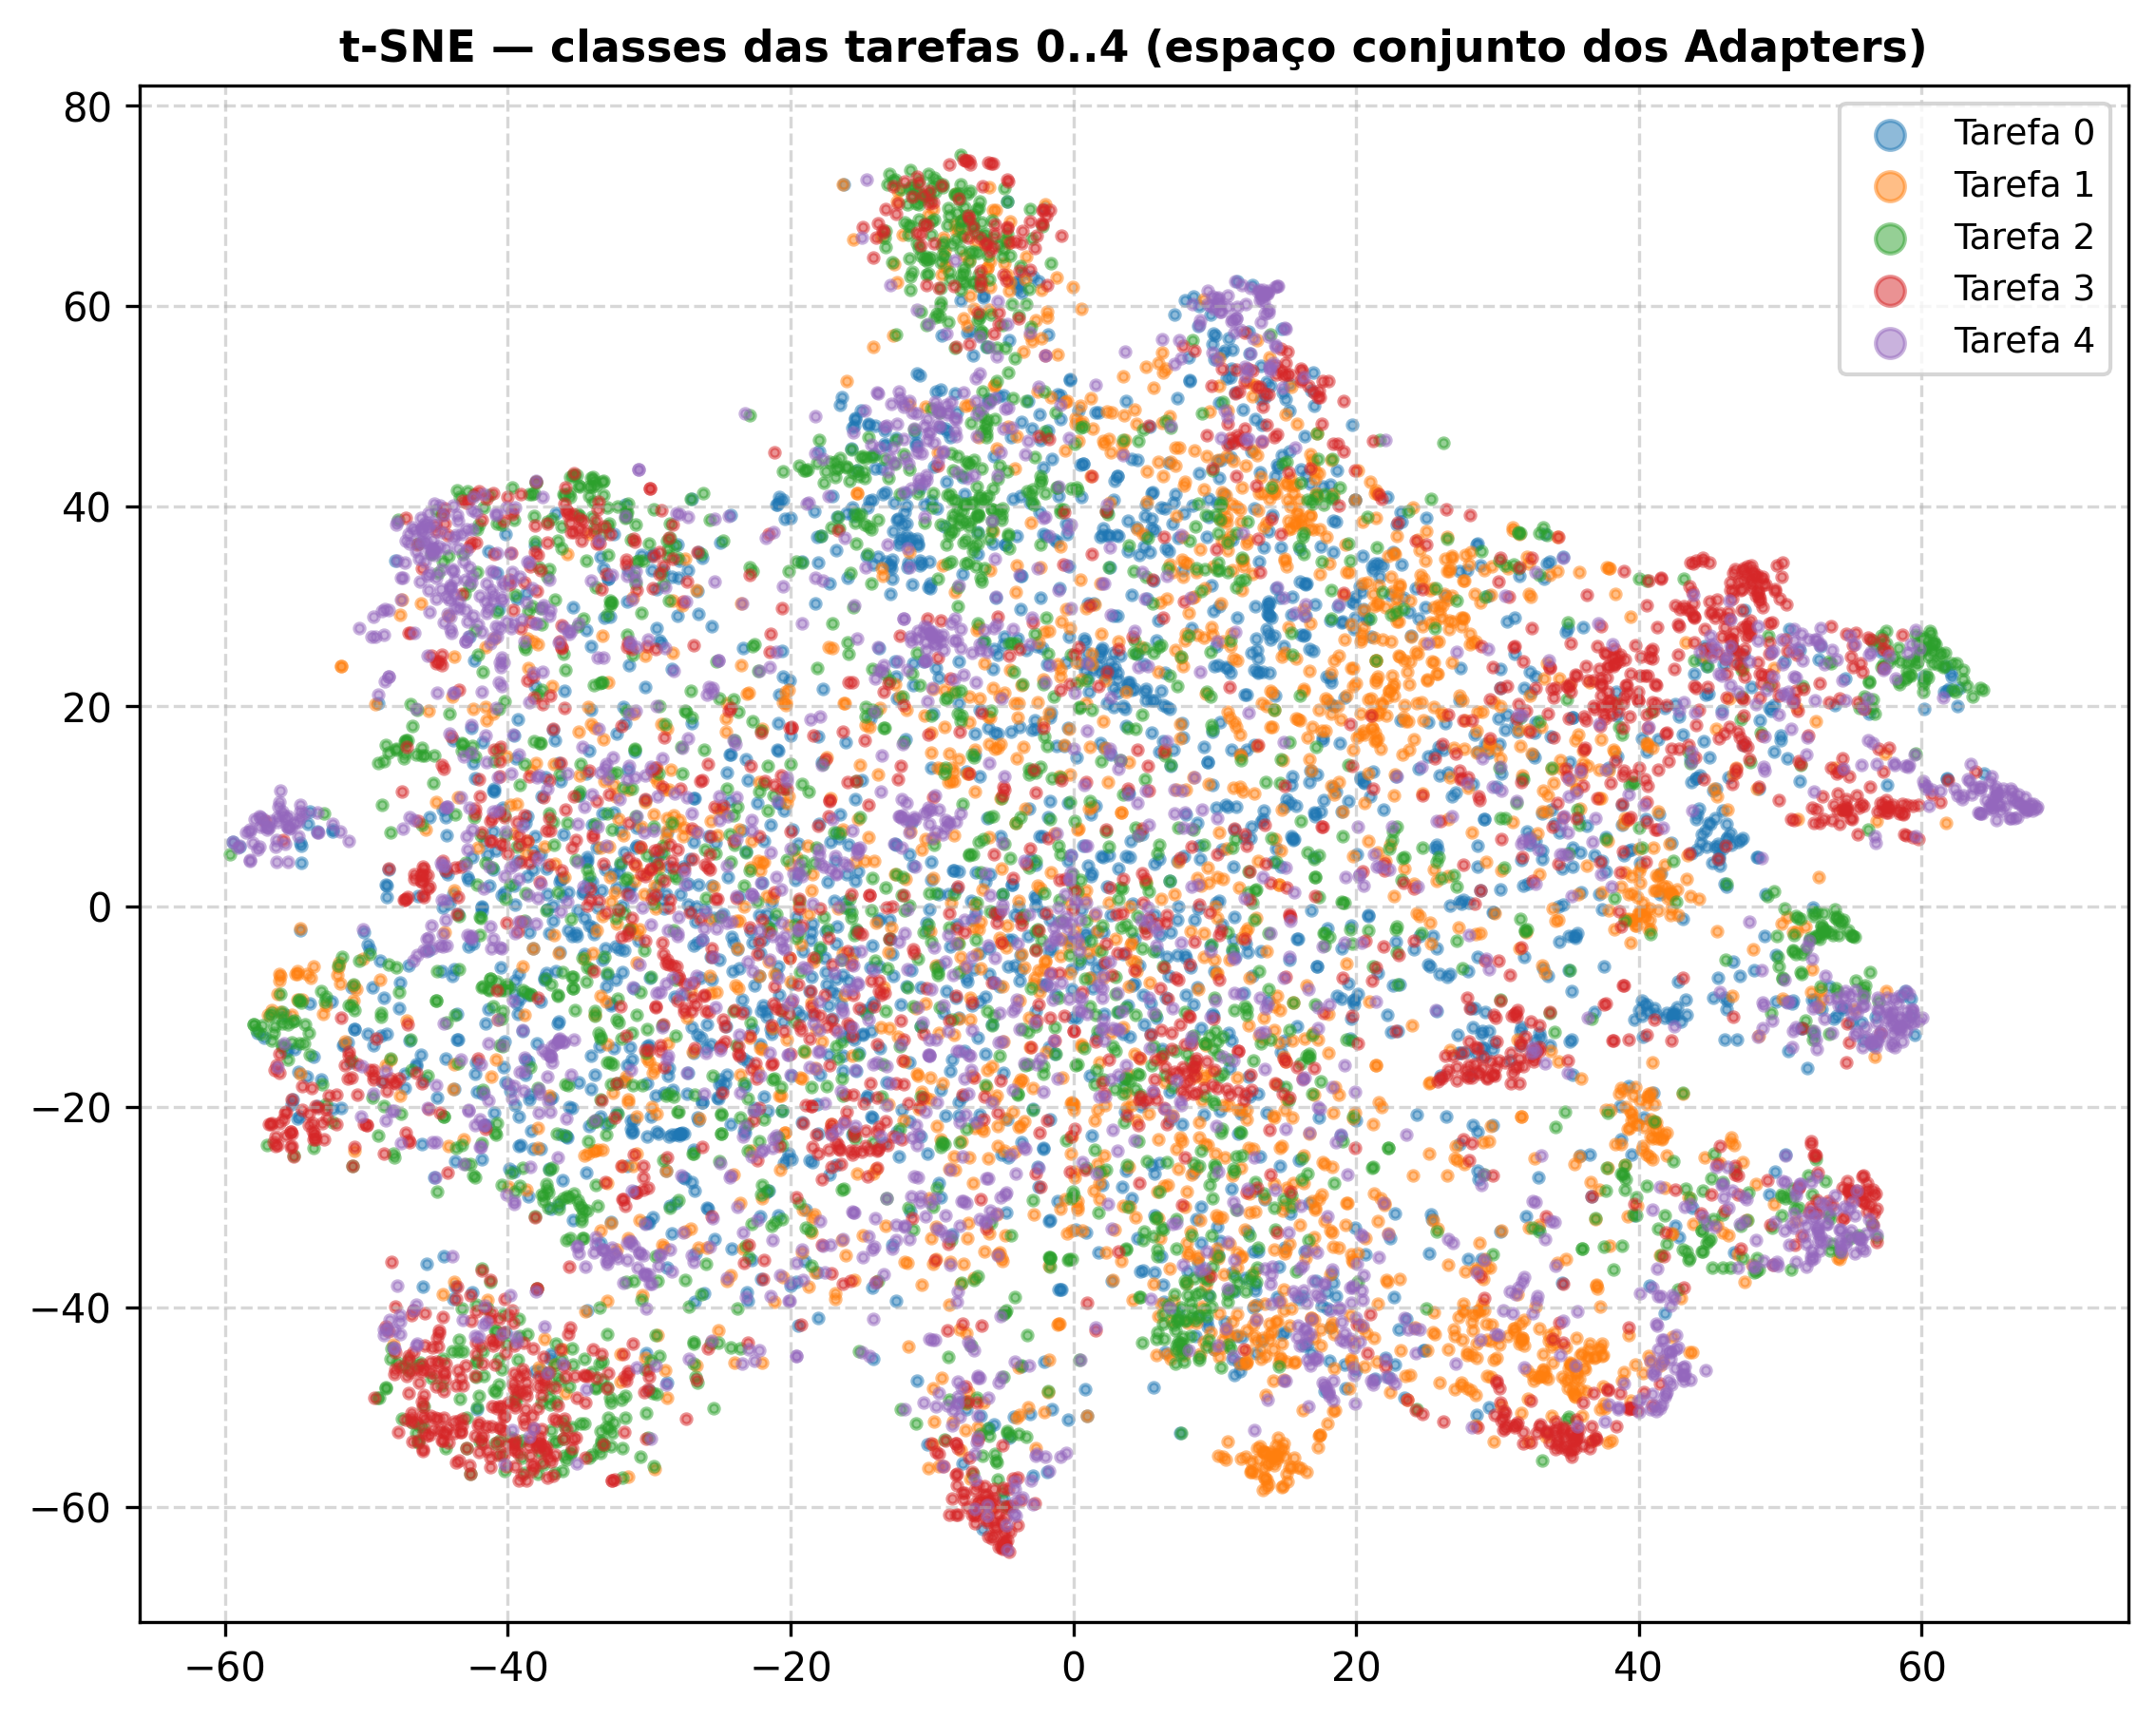 t-SNE — classes das tarefas 0..4 (espaço conjunto dos Adapters)
80
60
40
20
0
−20
−40
−60
−60
−40
−20
0
20
40
60
Tarefa 0
Tarefa 1
Tarefa 2
Tarefa 3
Tarefa 4